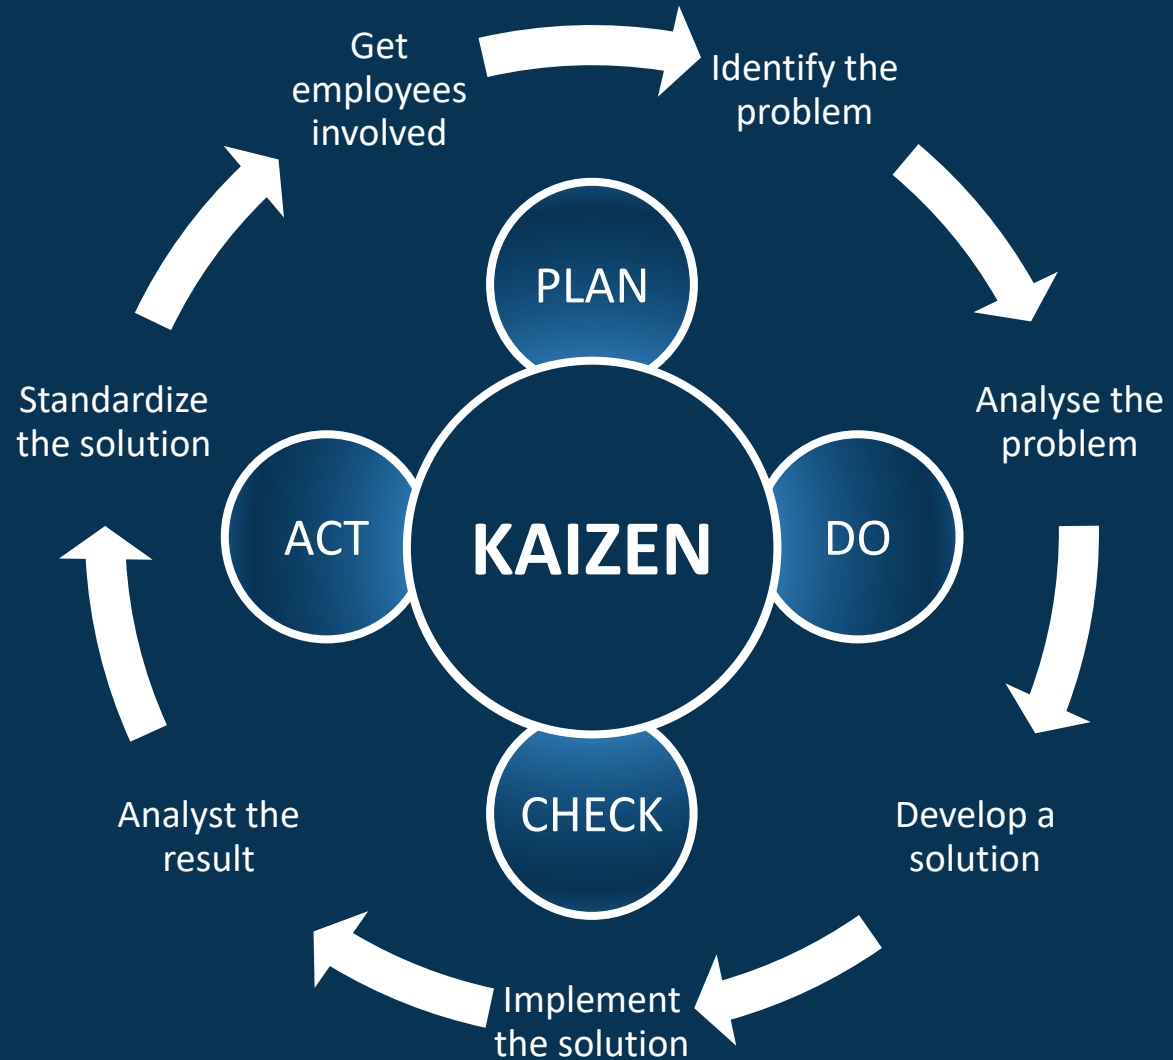 Get
employees
involved
Identify the
problem
Analyse the
problem
Develop a
solution
Implement
the solution
Analyst the
result
Standardize
the solution
PLAN
DO
CHECK
ACT
KAIZEN